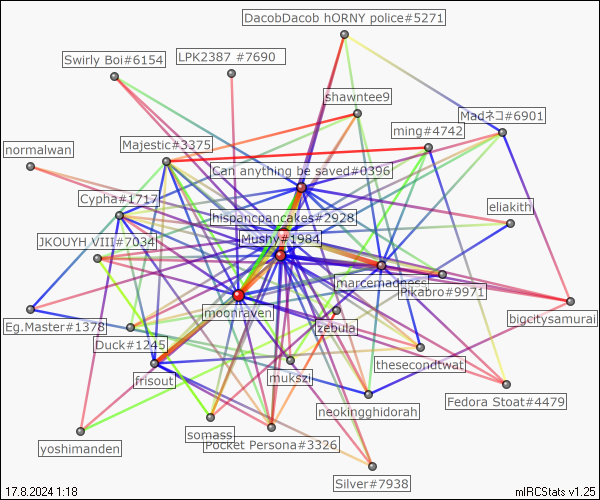 DacobDacob hORNY police#5271
Swirly Boi#6154
LPK2387 #7690
shawntee9
Madネコ#6901
ming#4742
Majestic#3375
normalwan
Can anything be saved#0396
Cypha#1717
eliakith
hispancpancakes#2928
JKOUYH VIII#7034
Mushy#1984
marcemadness
Pikabro#9971
moonraven
bigcitysamurai
Eg.Master#1378
zebula
Duck#1245
thesecondtwat
frisout
mukszi
Fedora Stoat#4479
neokingghidorah
somass
Pocket Persona#3326
yoshimanden
Silver#7938
17.8.2024 1:18
mIRCStats v1.25